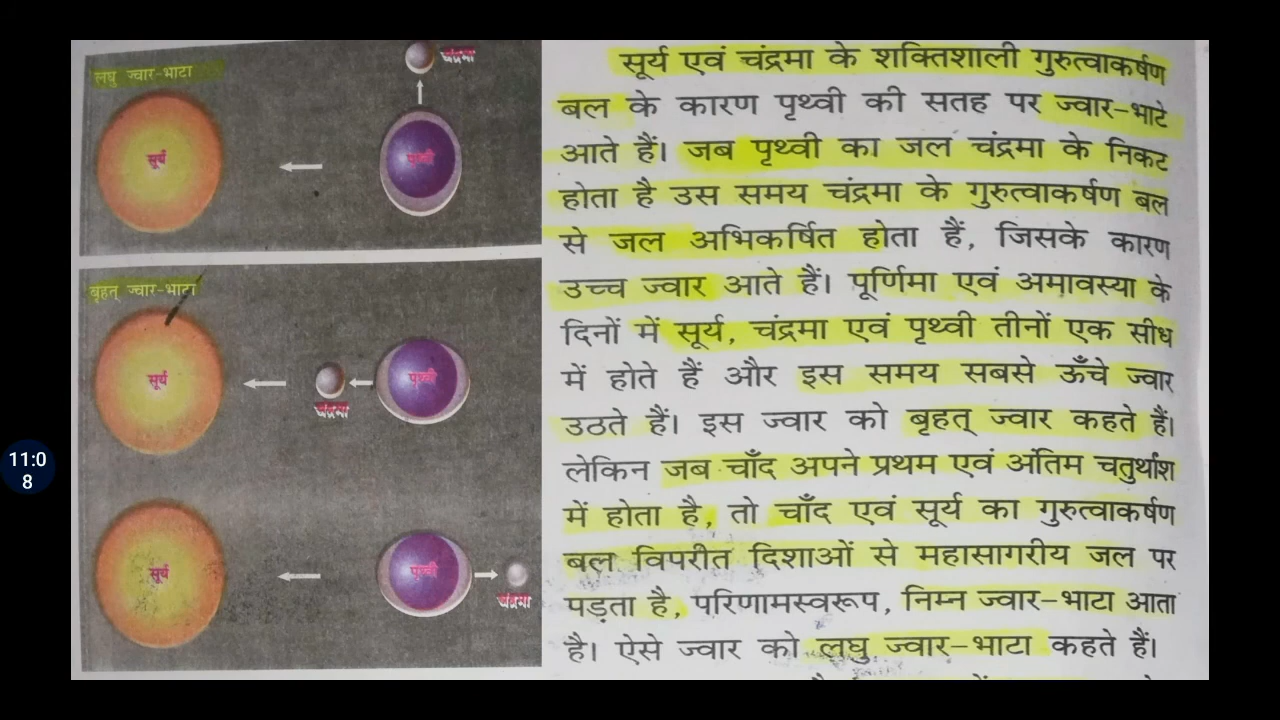 लघु ज्वार-भाटा
चंद्रमा
सूर्य
पृथ्वी
बृहत् ज्वार-भाटा
सूर्य
चंद्रमा
पृथ्वी
सूर्य
पृथ्वी
चंद्रमा
सूर्य एवं चंद्रमा के शक्तिशाली गुरुत्वाकर्षण
बल के कारण पृथ्वी की सतह पर ज्वार-भाटे
आते हैं। जब पृथ्वी का जल चंद्रमा के निकट
होता है उस समय चंद्रमा के गुरुत्वाकर्षण बल
से जल अभिकर्षित होता हैं, जिसके कारण
उच्च ज्वार आते हैं। पूर्णिमा एवं अमावस्या के
दिनों में सूर्य, चंद्रमा एवं पृथ्वी तीनों एक सीध
में होते हैं और इस समय सबसे ऊँचे ज्वार
उठते हैं। इस ज्वार को बृहत् ज्वार कहते हैं।
लेकिन जब चाँद अपने प्रथम एवं अंतिम चतुर्थांश
में होता है, तो चाँद एवं सूर्य का गुरुत्वाकर्षण
बल विपरीत दिशाओं से महासागरीय जल पर
पड़ता है, परिणामस्वरूप, निम्न ज्वार-भाटा आता
है। ऐसे ज्वार को लघु ज्वार-भाटा कहते हैं।
11:0
8